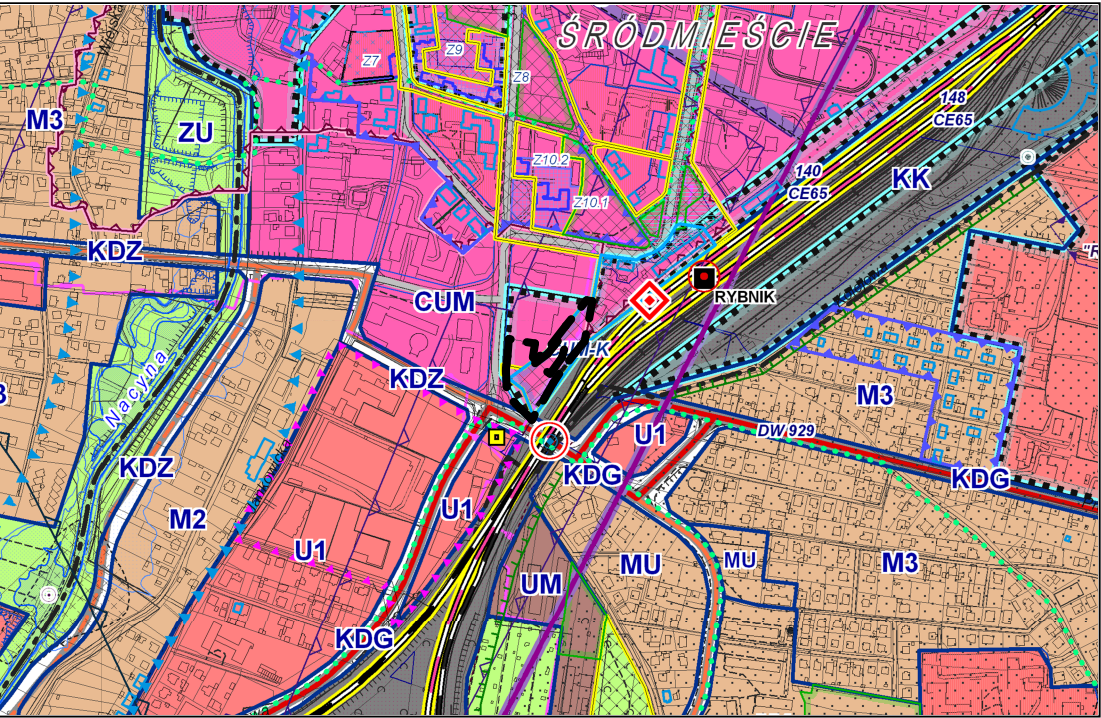 ŚRÓDMIEŚCIE
Z9
Z7
Z8
148
CE65
M3
ZU
Z10.2
140
CE65
KK
Z10.1
KDZ
"R
RYBNIK
CUM
KDZ
M3
Nacyna
U1
DW 929
KDZ
KDG
KDG
M2
U1
U1
MU
MU
M3
UM
KDG